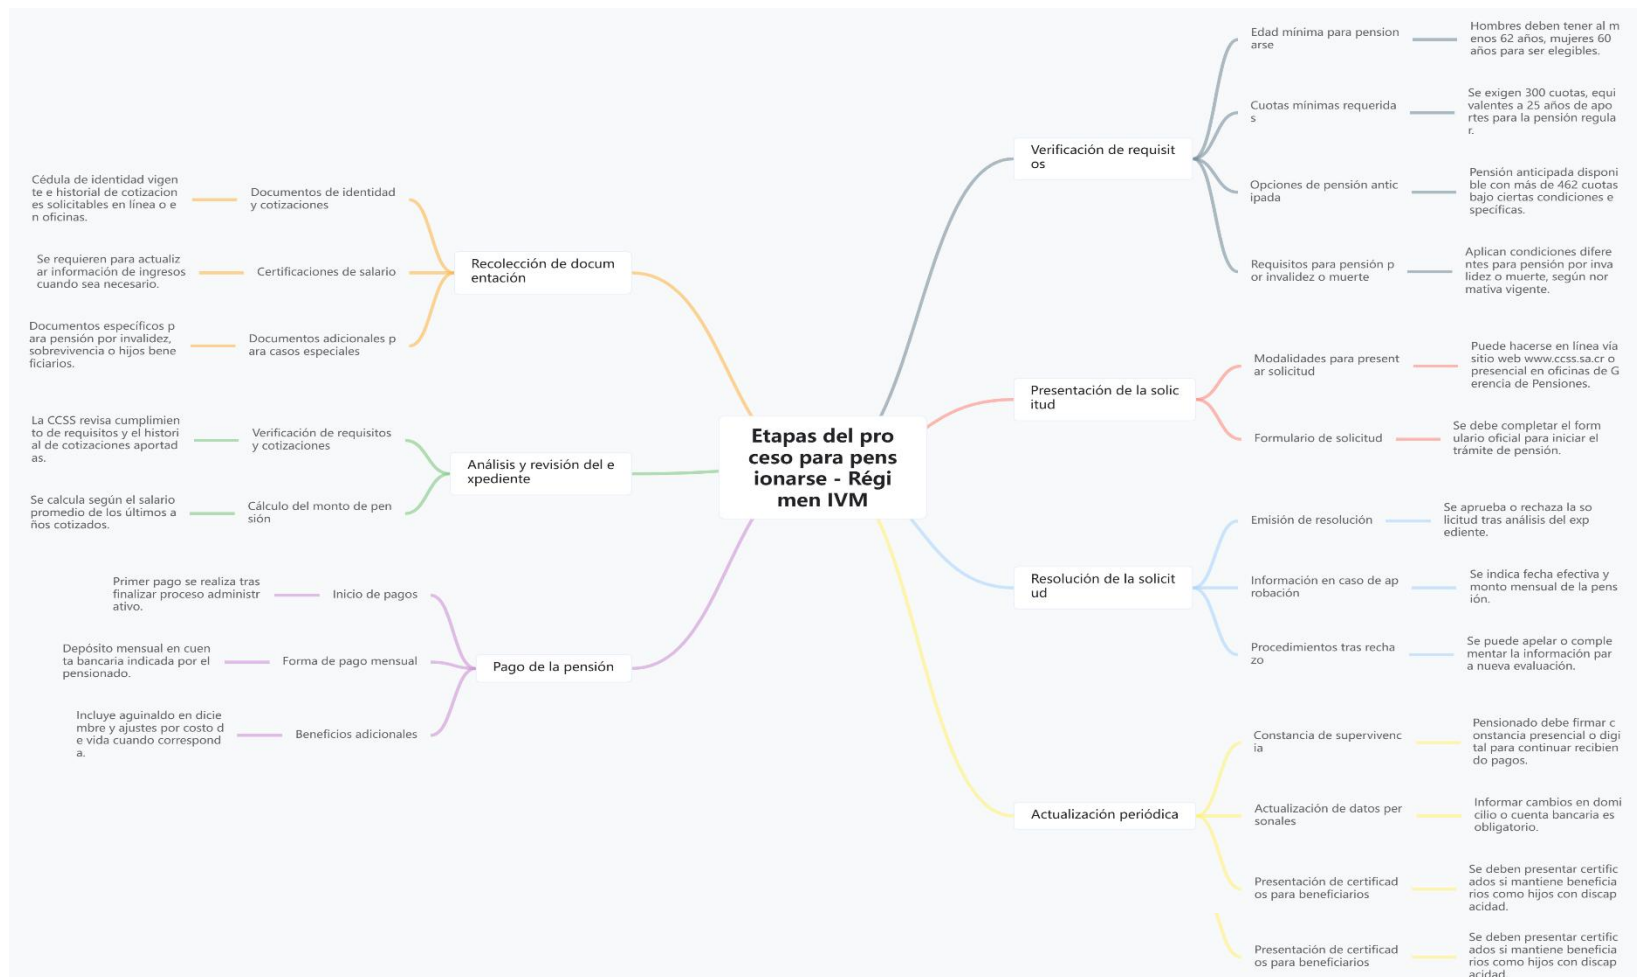 Etapas del pro
ceso para pens
ionarse - Régi
men IVM
Verificación de requisit
os
Edad mínima para pension
arse
Hombres deben tener al m
enos 62 años, mujeres 60
años para ser elegibles.
Cuotas mínimas requerida
s
Se exigen 300 cuotas, equi
valentes a 25 años de apo
rtes para la pensión regula
r.
Opciones de pensión antic
ipada
Pensión anticipada disponi
ble con más de 462 cuotas
bajo ciertas condiciones e
specíficas.
Requisitos para pensión p
or invalidez o muerte
Aplican condiciones difere
ntes para pensión por inva
lidez o muerte, según nor
mativa vigente.
Presentación de la solic
itud
Modalidades para present
ar solicitud
Puede hacerse en línea vía
sitio web www.ccss.sa.cr o
presencial en oficinas de G
erencia de Pensiones.
Formulario de solicitud
Se debe completar el form
ulario oficial para iniciar el
trámite de pensión.
Resolución de la solicit
ud
Emisión de resolución
Se aprueba o rechaza la so
licitud tras análisis del exp
ediente.
Información en caso de ap
robación
Se indica fecha efectiva y
monto mensual de la pens
ión.
Procedimientos tras recha
zo
Se puede apelar o comple
mentar la información par
a nueva evaluación.
Actualización periódica
Constancia de supervivenc
ia
Pensionado debe firmar c
onstancia presencial o digi
tal para continuar recibien
do pagos.
Actualización de datos per
sonales
Informar cambios en domi
cilio o cuenta bancaria es
obligatorio.
Presentación de certificad
os para beneficiarios
Se deben presentar certific
ados si mantiene beneficia
rios como hijos con discap
acidad.
Presentación de certificad
os para beneficiarios
Se deben presentar certific
ados si mantiene beneficia
rios como hijos con discap
acidad.
Recolección de docum
entación
Documentos de identidad
y cotizaciones
Cédula de identidad vigen
te e historial de cotizacion
es solicitables en línea o e
n oficinas.
Certificaciones de salario
Se requieren para actualiz
ar información de ingresos
cuando sea necesario.
Documentos adicionales p
ara casos especiales
Documentos específicos p
ara pensión por invalidez,
sobrevivencia o hijos bene
ficiarios.
Análisis y revisión del e
xpediente
Verificación de requisitos
y cotizaciones
La CCSS revisa cumplimien
to de requisitos y el histori
al de cotizaciones aportad
as.
Cálculo del monto de pen
sión
Se calcula según el salario
promedio de los últimos a
ños cotizados.
Pago de la pensión
Inicio de pagos
Primer pago se realiza tras
finalizar proceso administr
ativo.
Forma de pago mensual
Depósito mensual en cuen
ta bancaria indicada por el
pensionado.
Beneficios adicionales
Incluye aguinaldo en dicie
mbre y ajustes por costo d
e vida cuando correspond
a.